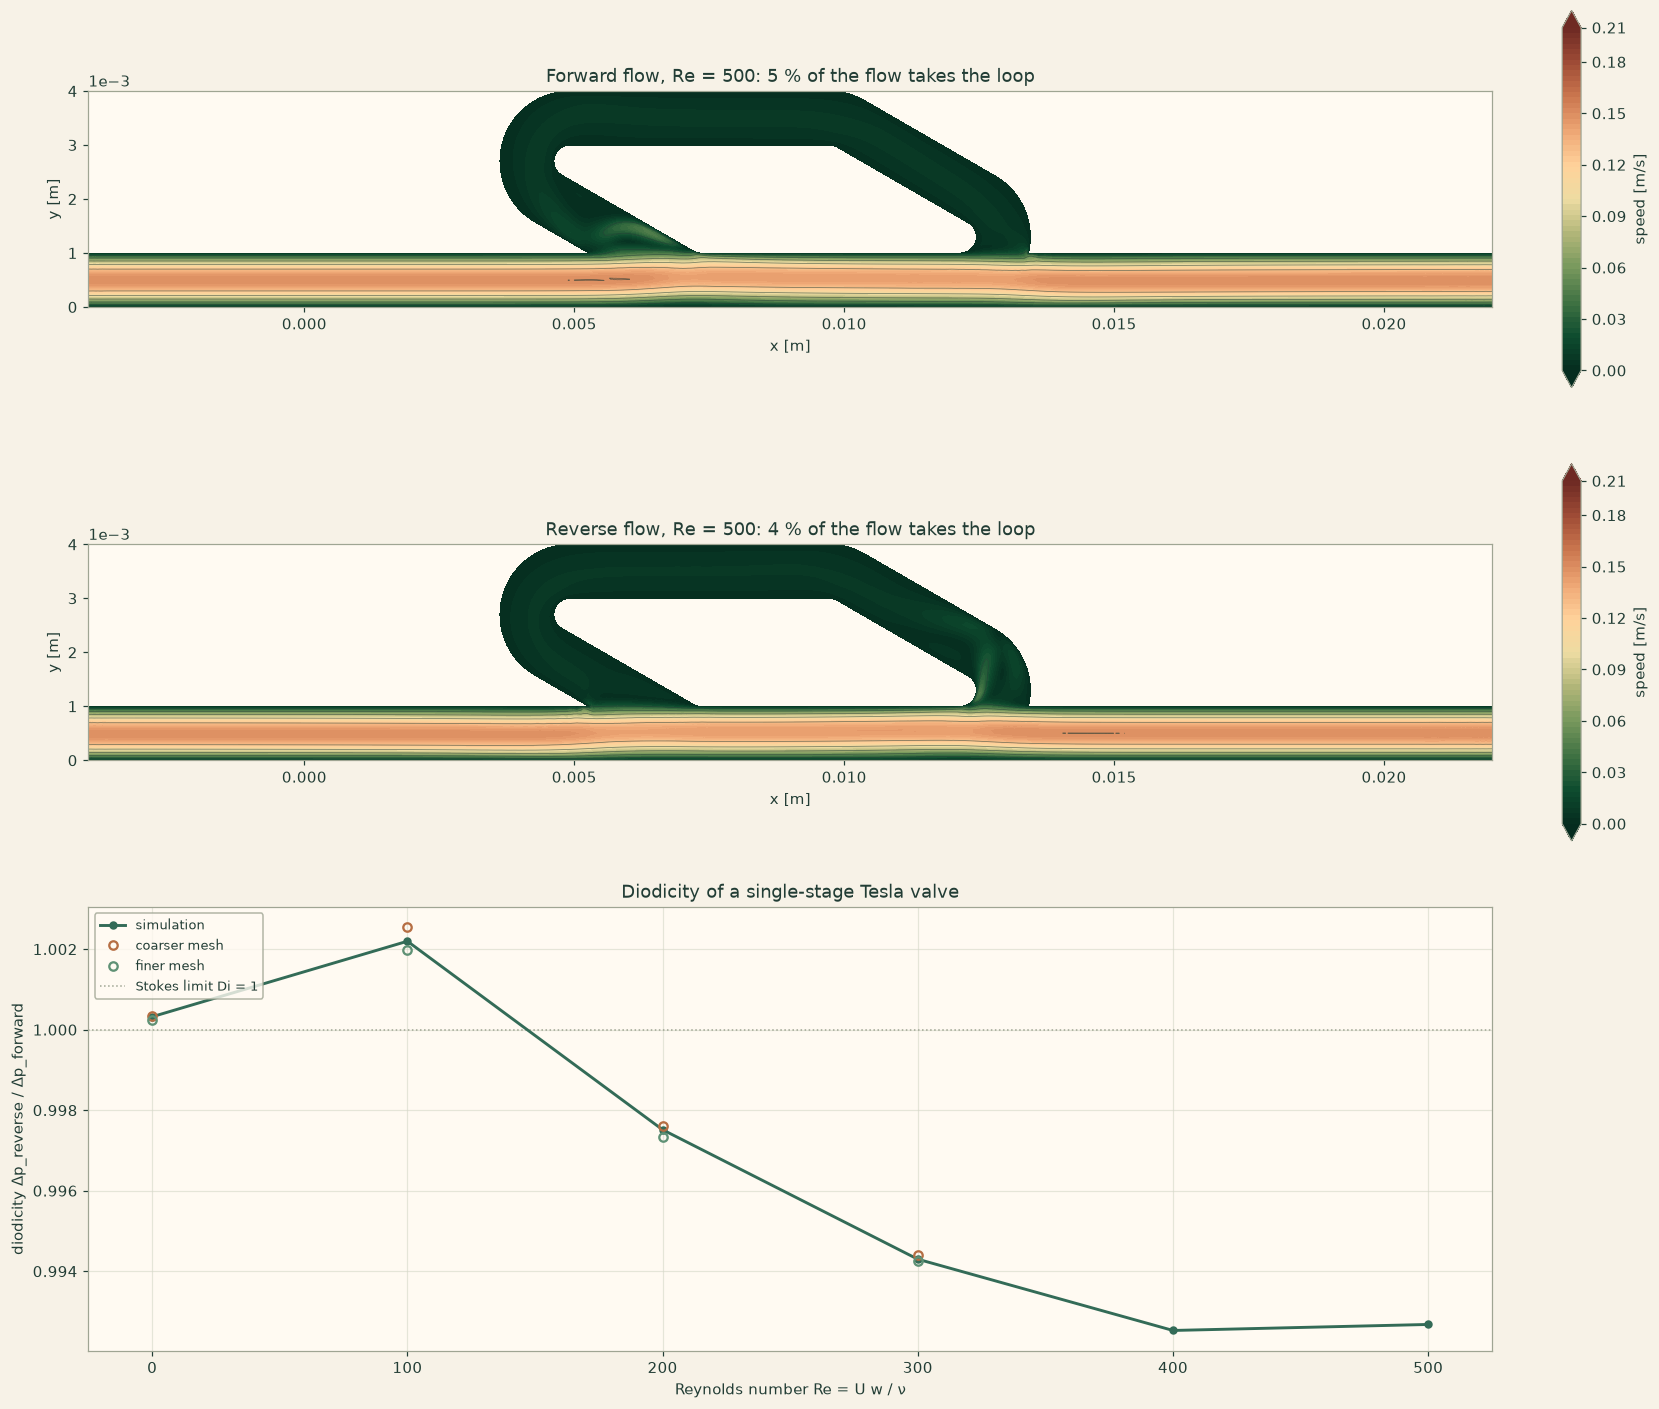 Forward flow, Re = 500: 5 % of the flow takes the loop
1e−3
4
3
2
1
0
y [m]
0.000 0.005 0.010 0.015 0.020
x [m]
0.21
0.18
0.15
0.12
0.09
0.06
0.03
0.00
speed [m/s]
Reverse flow, Re = 500: 4 % of the flow takes the loop
1e−3
4
3
2
1
0
y [m]
0.000 0.005 0.010 0.015 0.020
x [m]
0.21
0.18
0.15
0.12
0.09
0.06
0.03
0.00
speed [m/s]
Diodicity of a single-stage Tesla valve
simulation
coarser mesh
finer mesh
Stokes limit Di = 1
1.002
1.000
0.998
0.996
0.994
diodicity Δp_reverse / Δp_forward
0 100 200 300 400 500
Reynolds number Re = U w / ν